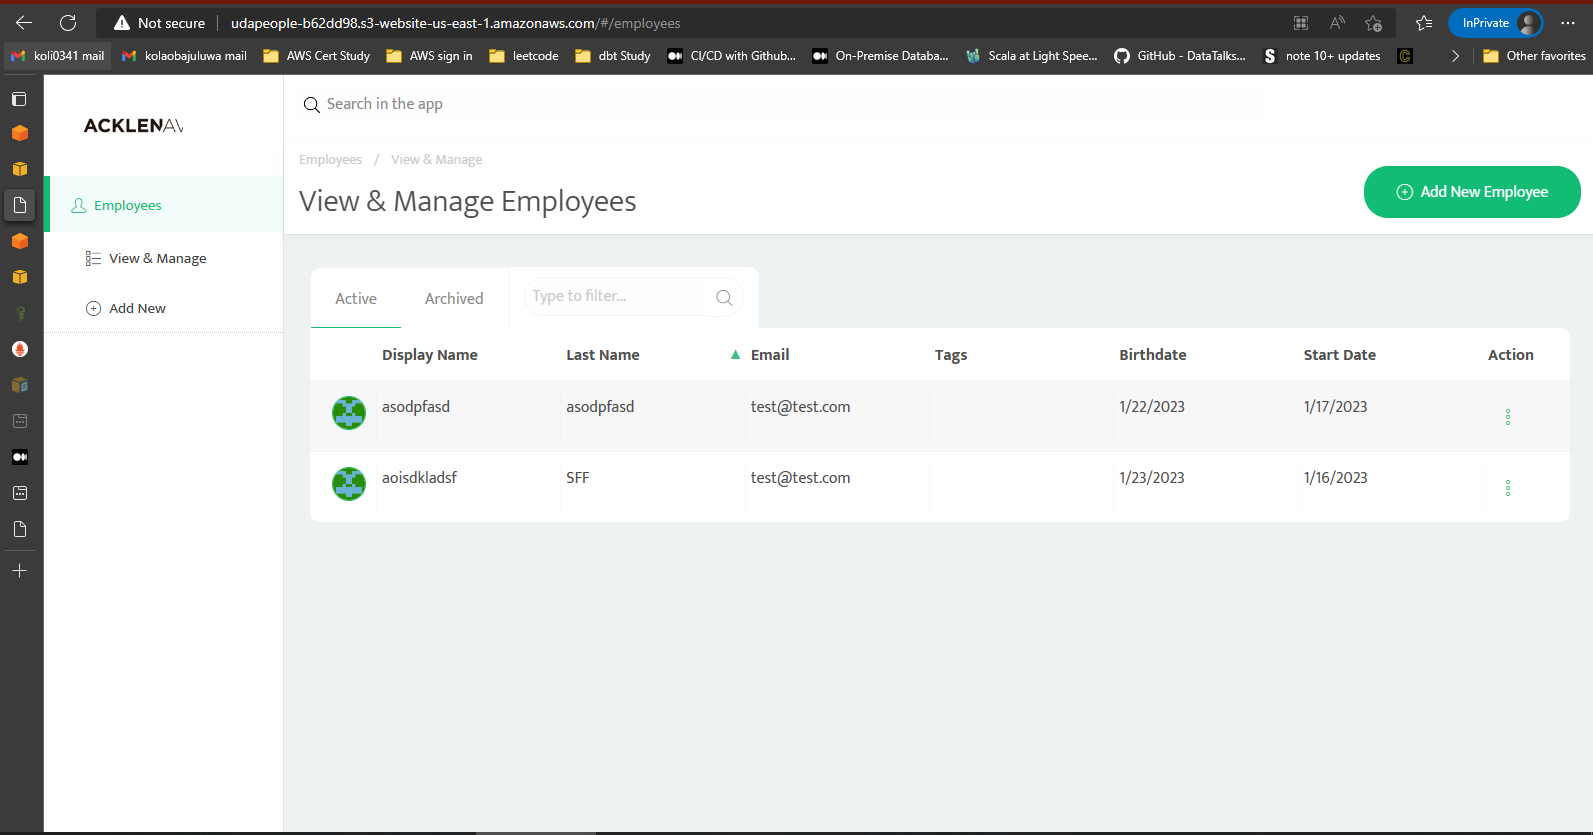 Not secure udapeople-b62dd98.s3-website-us-east-1.amazonaws.com/#/employees InPrivate
koli0341 mail kolaobajuluwa mail AWS Cert Study AWS sign in leetcode dbt Study CI/CD with Github... On-Premise Databa... Scala at Light Spee... GitHub - DataTalks... note 10+ updates Other favorites
ACKLENAV
Search in the app
Employees / View & Manage
View & Manage Employees
Add New Employee
Employees
View & Manage
Add New
Active Archived Type to filter...
Display Name Last Name ▲ Email Tags Birthdate Start Date Action
asodpfasd asodpfasd test@test.com 1/22/2023 1/17/2023
aoisdkladsf SFF test@test.com 1/23/2023 1/16/2023